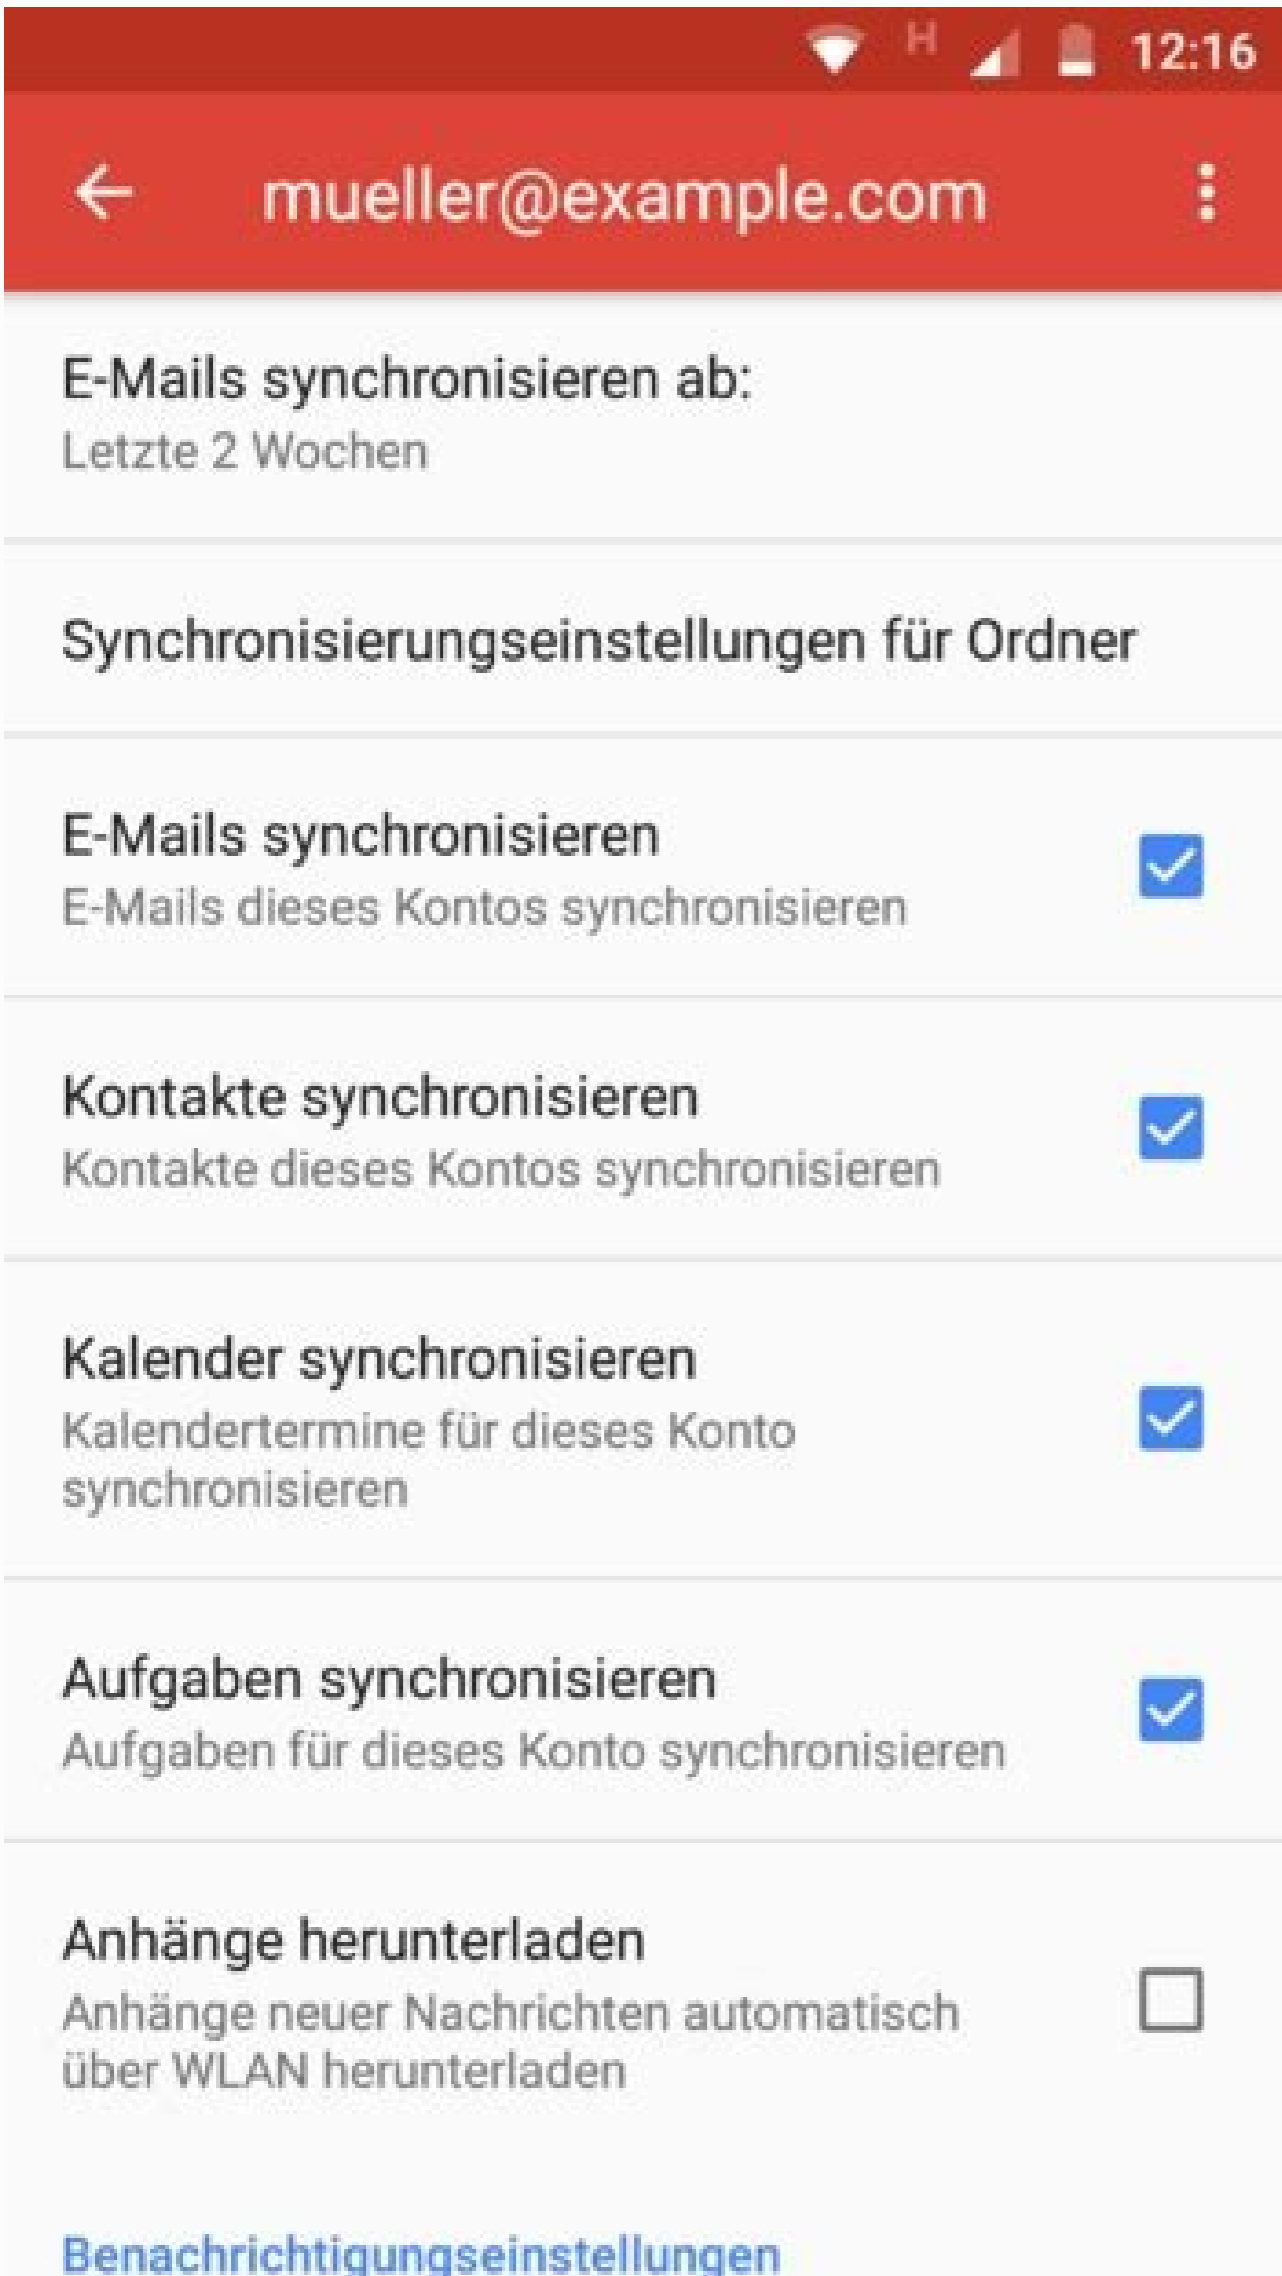 H 12:16
mueller@example.com
E-Mails synchronisieren ab:
Letzte 2 Wochen
Synchronisierungseinstellungen für Ordner
E-Mails synchronisieren
E-Mails dieses Kontos synchronisieren
Kontakte synchronisieren
Kontakte dieses Kontos synchronisieren
Kalender synchronisieren
Kalendertermine für dieses Konto
synchronisieren
Aufgaben synchronisieren
Aufgaben für dieses Konto synchronisieren
Anhänge herunterladen
Anhänge neuer Nachrichten automatisch
über WLAN herunterladen
Benachrichtigungseinstellungen